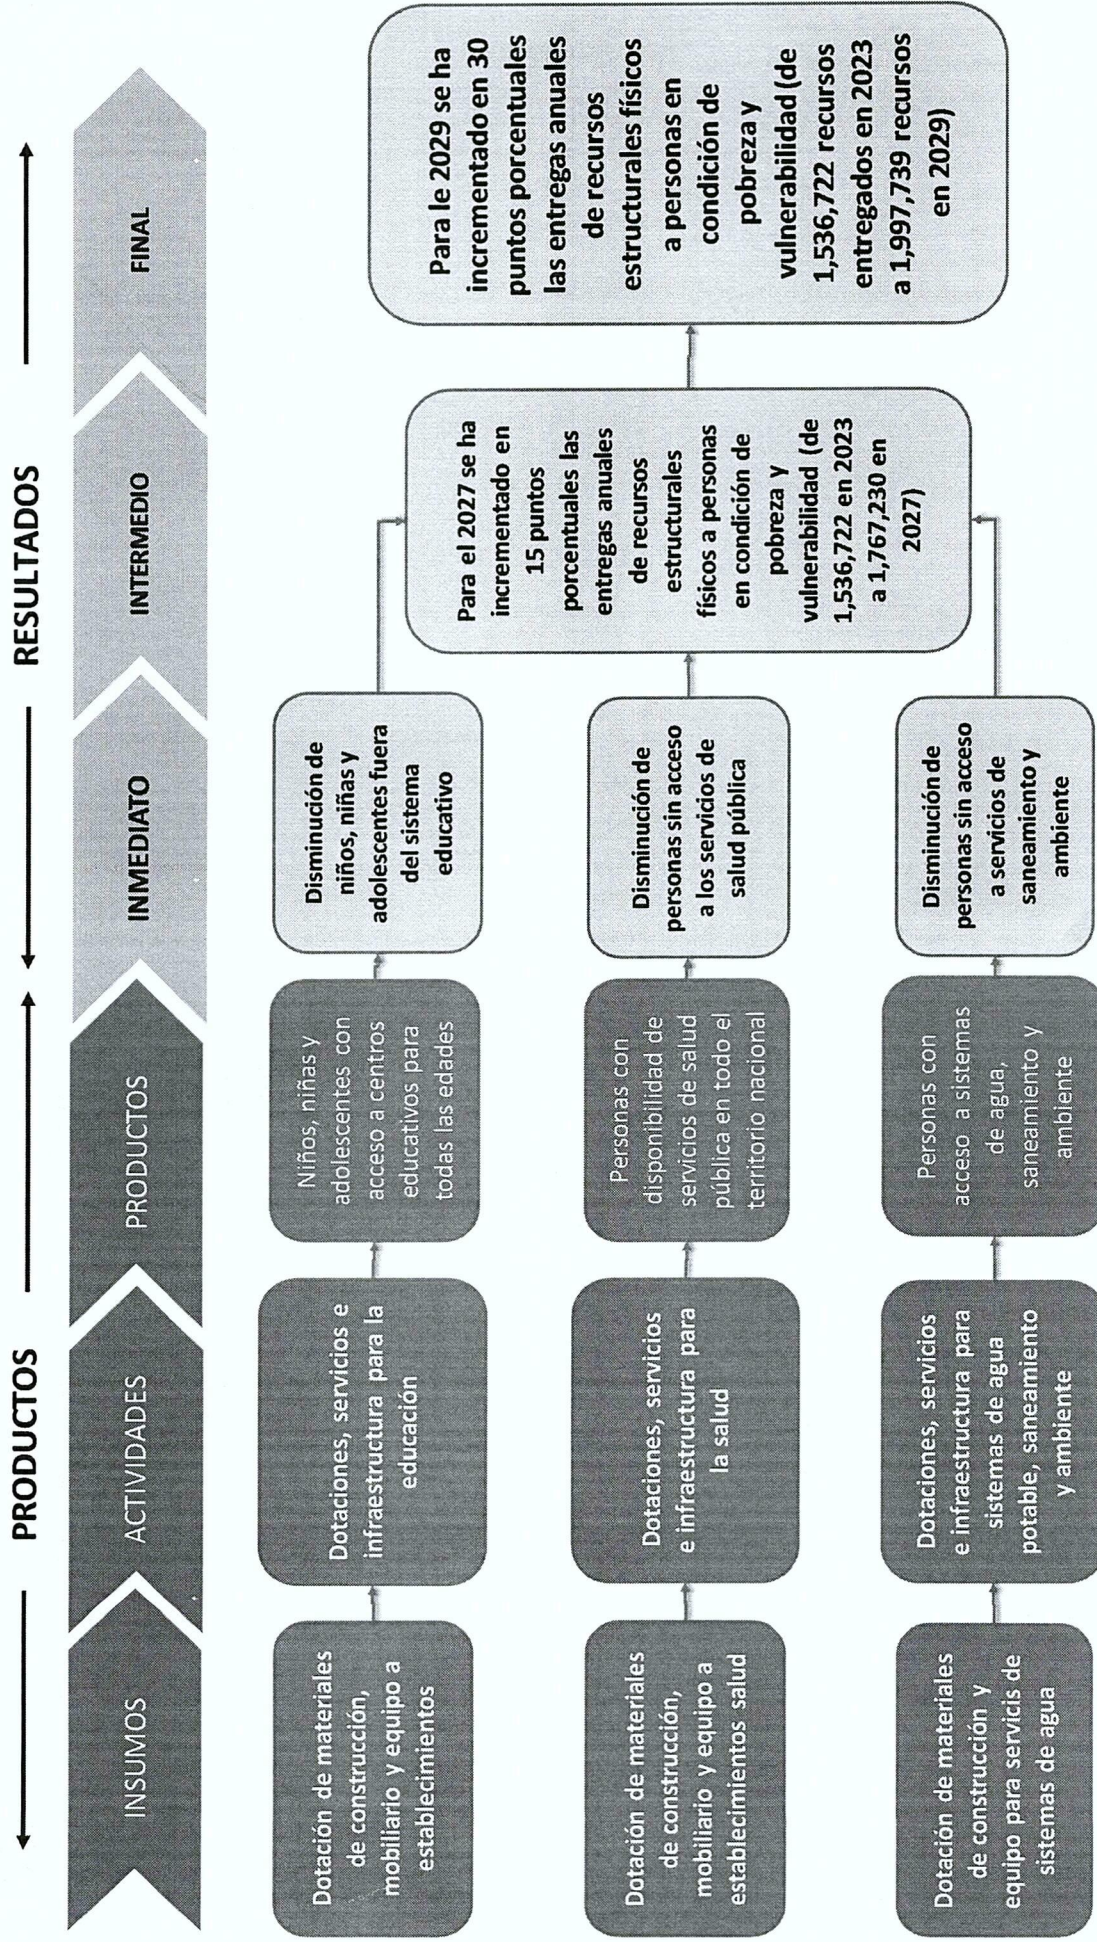 PRODUCTOS
RESULTADOS
INSUMOS
ACTIVIDADES
PRODUCTOS
INMEDIATO
INTERMEDIO
FINAL
Dotación de materiales
de construcción,
mobiliario y equipo a
establecimientos
Dotaciones, servicios e
infraestructura para la
educación
Niños, niñas y
adolescentes con
acceso a centros
educativos para
todas las edades
Disminución de
niños, niñas y
adolescentes fuera
del sistema
educativo
Dotación de materiales
de construcción,
mobiliario y equipo a
establecimientos salud
Dotaciones, servicios
e infraestructura para
la salud
Personas con
disponibilidad de
servicios de salud
pública en todo el
territorio nacional
Disminución de
personas sin acceso
a los servicios de
salud pública
Dotación de materiales
de construcción y
equipo para servicis de
sistemas de agua
Dotaciones, servicios
e infraestructura para
sistemas de agua
potable, saneamiento
y ambiente
Personas con
acceso a sistemas
de agua,
saneamiento y
ambiente
Disminución de
personas sin acceso
a servicios de
saneamiento y
ambiente
Para el 2027 se ha
incrementado en
15 puntos
porcentuales las
entregas anuales
de recursos
estructurales
físicos a personas
en condición de
pobreza y
vulnerabilidad (de
1,536,722 en 2023
a 1,767,230 en
2027)
Para le 2029 se ha
incrementado en 30
puntos porcentuales
las entregas anuales
de recursos
estructurales físicos
a personas en
condición de
pobreza y
vulnerabilidad (de
1,536,722 recursos
entregados en 2023
a 1,997,739 recursos
en 2029)